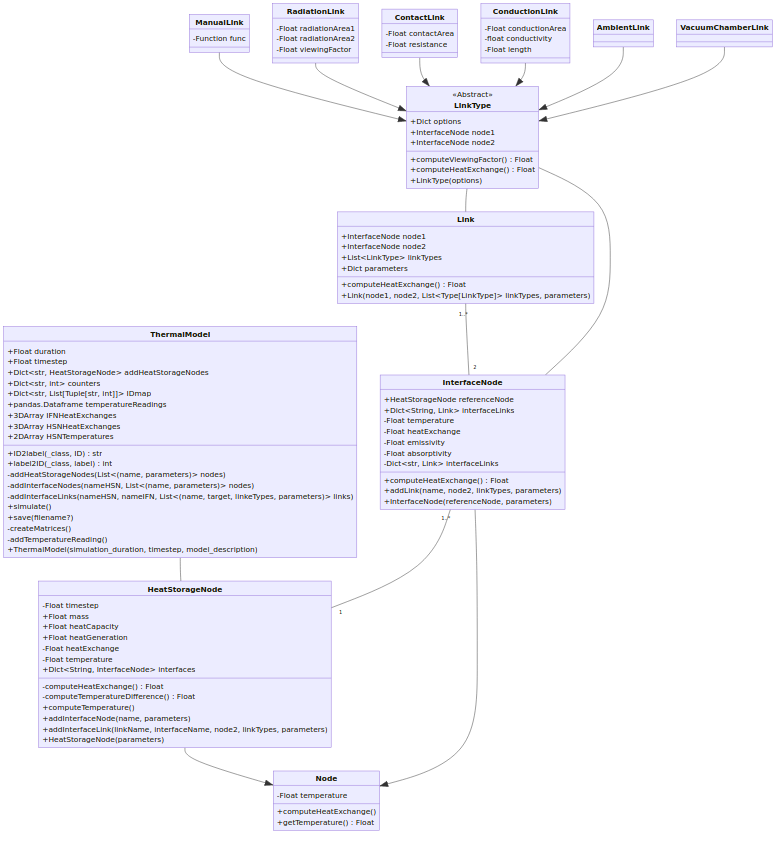 ManualLink
-Function func
RadiationLink
-Float radiationArea1
-Float radiationArea2
-Float viewingFactor
ContactLink
-Float contactArea
-Float resistance
ConductionLink
-Float conductionArea
-float conductivity
-Float length
AmbientLink
VacuumChamberLink
«Abstract»
LinkType
+Dict options
+InterfaceNode node1
+InterfaceNode node2
+computeViewingFactor() : Float
+computeHeatExchange() : Float
+LinkType(options)
Link
+InterfaceNode node1
+InterfaceNode node2
+List<LinkType> linkTypes
+Dict parameters
+computeHeatExchange() : Float
+Link(node1, node2, List<Type[LinkType]> linkTypes, parameters)
1..*
2
ThermalModel
+Float duration
+Float timestep
+Dict<str, HeatStorageNode> addHeatStorageNodes
+Dict<str, int> counters
+Dict<str, List[Tuple[str, int]]> IDmap
+pandas.Dataframe temperatureReadings
+3DArray IFNHeatExchanges
+3DArray HSNHeatExchanges
+2DArray HSNTemperatures
+ID2label(_class, ID) : str
+label2ID(_class, label) : int
-addHeatStorageNodes(List<(name, parameters)> nodes)
-addInterfaceNodes(nameHSN, List<(name, parameters)> nodes)
-addInterfaceLinks(nameHSN, nameIFN, List<(name, target, linkeTypes, parameters)> links)
+simulate()
+save(filename?)
-createMatrices()
-addTemperatureReading()
+ThermalModel(simulation_duration, timestep, model_description)
InterfaceNode
+HeatStorageNode referenceNode
+Dict<String, Link> interfaceLinks
-Float temperature
-Float heatExchange
-Float emissivity
-Float absorptivity
-Dict<str, Link> interfaceLinks
+computeHeatExchange() : Float
+addLink(name, node2, linkTypes, parameters)
+InterfaceNode(referenceNode, parameters)
1..*
1
HeatStorageNode
-Float timestep
+Float mass
+Float heatCapacity
+Float heatGeneration
-Float heatExchange
-Float temperature
+Dict<String, InterfaceNode> interfaces
-computeHeatExchange() : Float
-computeTemperatureDifference() : Float
+computeTemperature()
+addInterfaceNode(name, parameters)
+addInterfaceLink(linkName, interfaceName, node2, linkTypes, parameters)
+HeatStorageNode(parameters)
Node
-Float temperature
+computeHeatExchange()
+getTemperature() : Float